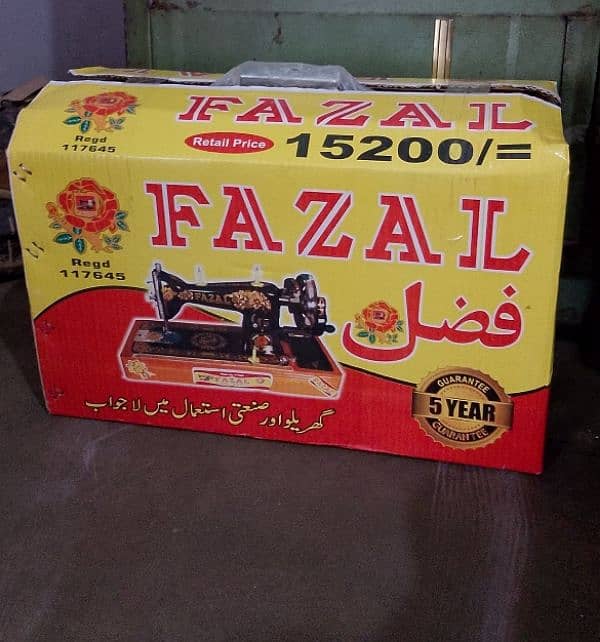 FAZAL
Regd
117645
Retail Price 15200/=
FAZAL
Regd
117645
فضل
FAZAL
FAZAL
GUARANTEE
5 YEAR
GUARANTEE
گھریلو اور صنعتی استعمال میں لاجواب